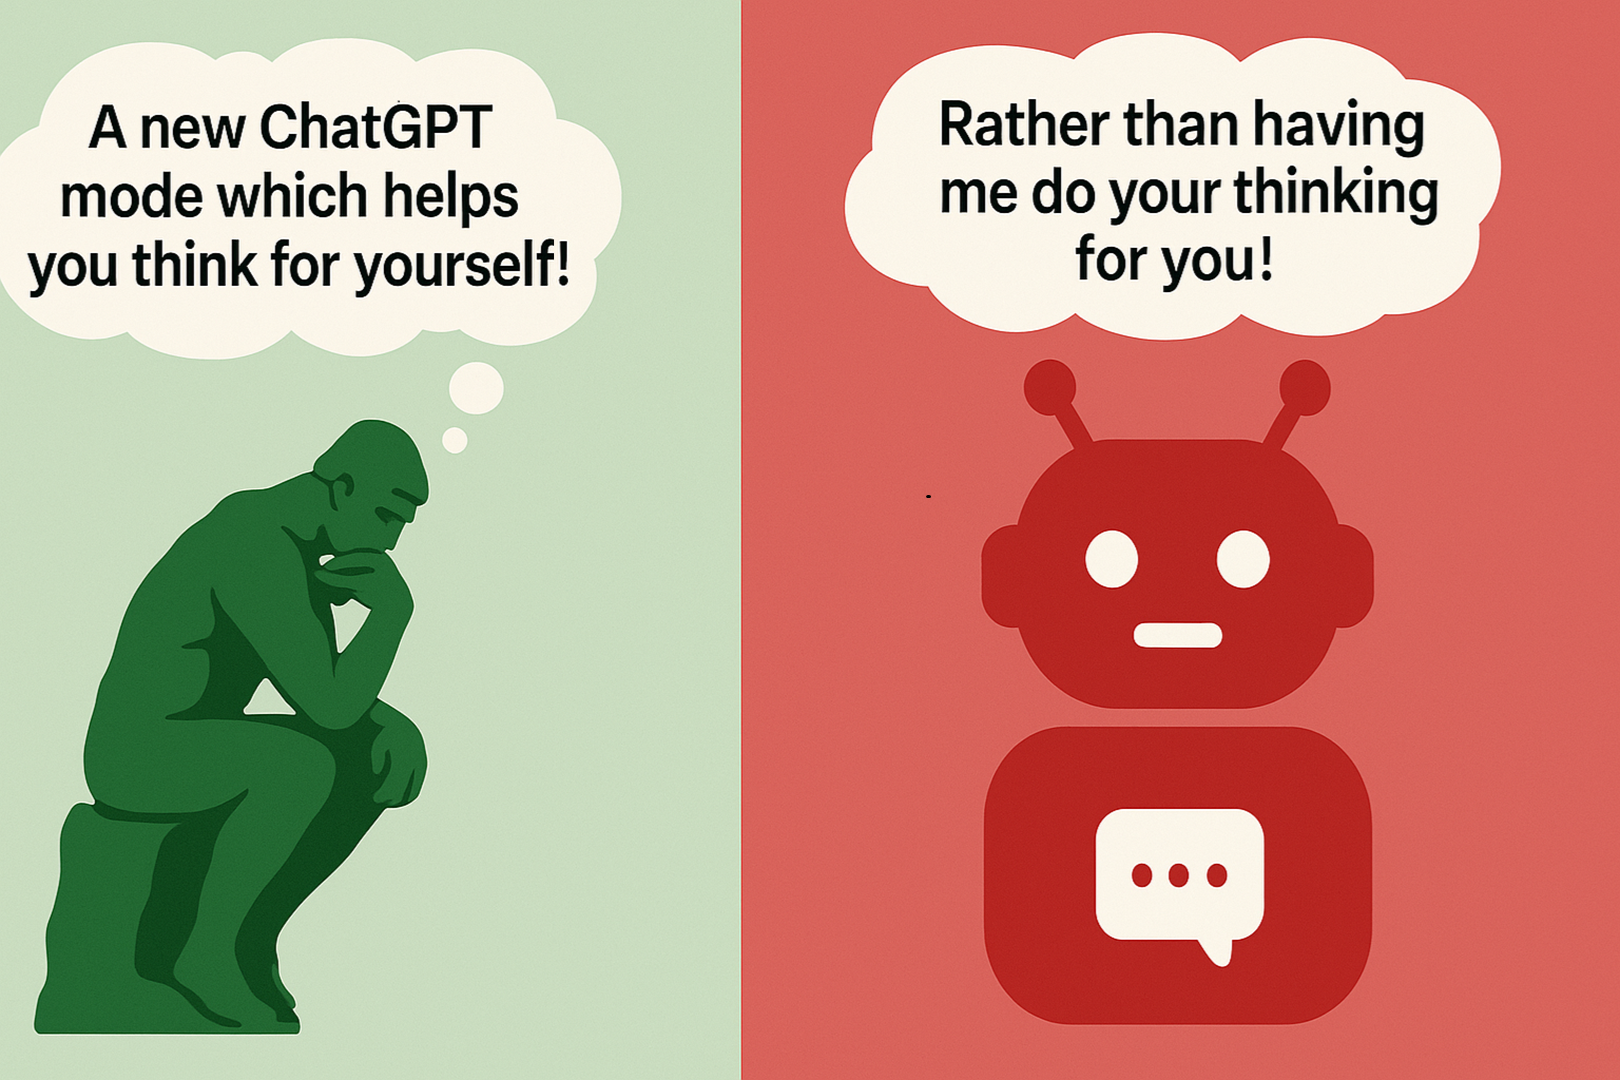 A new ChatGPT
mode which helps
you think for yourself!
Rather than having
me do your thinking
for you!